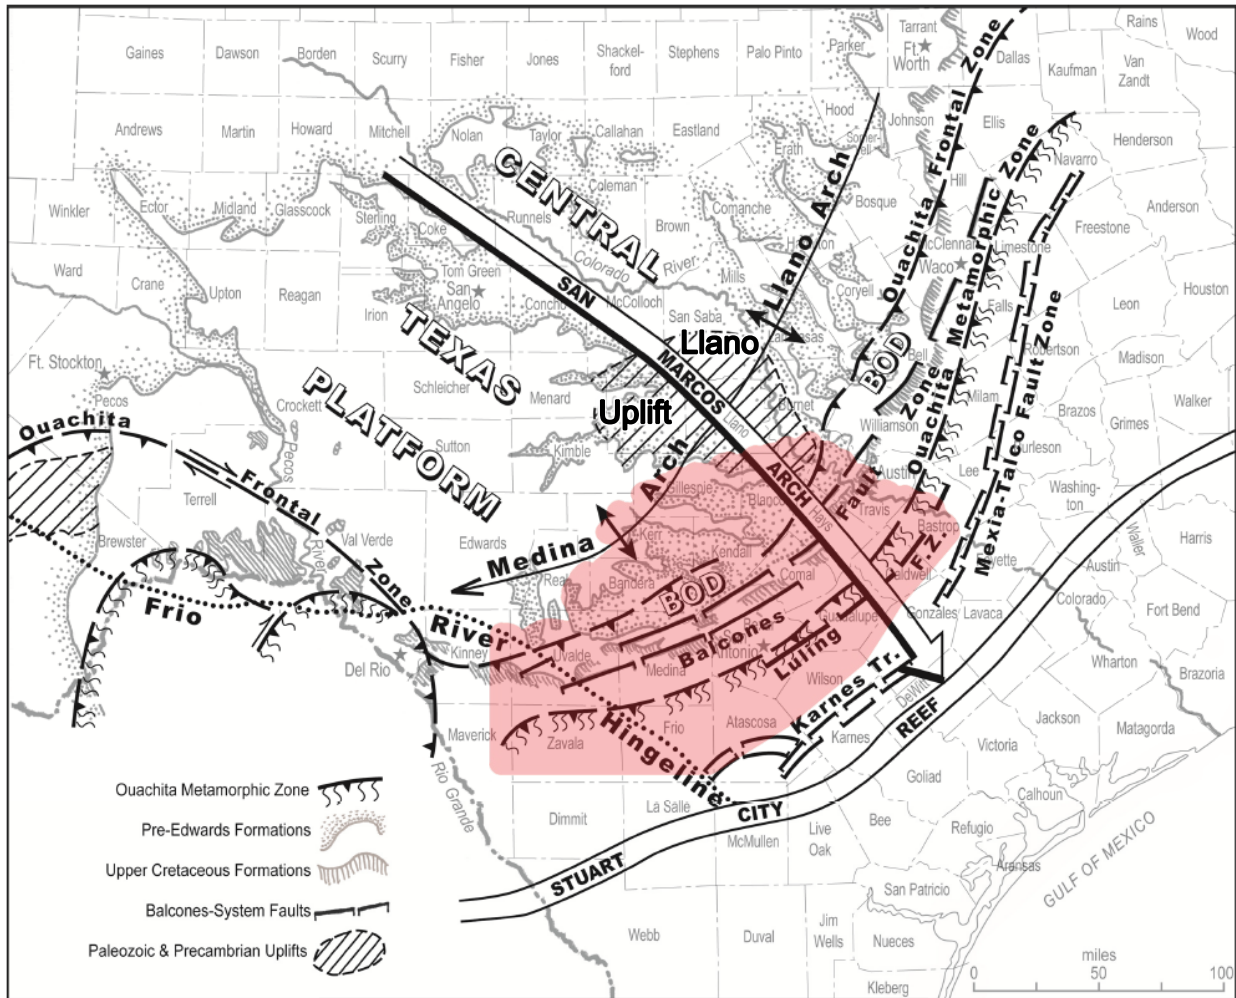 Gaines
Dawson
Borden
Scurry
Fisher
Jones
Shackel-
ford
Stephens
Palo Pinto
Parker
Tarrant
Ft
Worth
Dallas
Kaufman
Rains
Van
Zandt
Wood
Andrews
Martin
Howard
Mitchell
Nolan
Taylor
Callahan
Eastland
Erath
Hood
Johnson
Ellis
Henderson
Navarro
Winkler
Ector
Midland
Glasscock
Sterling
Coke
Runnels
Coleman
Brown
Comanche
Bosque
Hill
Freestone
Anderson
Ward
Crane
Upton
Reagan
Irion
Tom Green
San
Angelo
Concho
McCulloch
San Saba
Mills
Coryell
Waco
Limestone
Falls
Leon
Houston
Colorado
River
Robertson
Madison
Walker
Ft. Stockton
Pecos
Crockett
Schleicher
Menard
Sutton
Kimble
Llano
Burnet
Bell
Milam
Brazos
Grimes
Williamson
Burleson
Lee
Washing-
ton
Pecos
Terrell
Val Verde
Edwards
Gillespie
Blanco
Hays
Travis
Bastrop
Austin
Waller
Harris
Brewster
River
Real
Kerr
Kendall
Bandera
Comal
Caldwell
Fayette
Austin
Colorado
Fort Bend
Del Rio
Kinney
Uvalde
Medina
Antonio
Guadalupe
Gonzales
Lavaca
Wharton
Brazoria
Maverick
Zavala
Frio
Atascosa
Wilson
Karnes
DeWitt
Jackson
Matagorda
Victoria
Goliad
Calhoun
Rio Grande
Dimmit
La Salle
McMullen
Live
Oak
Bee
Refugio
Aransas
San Patricio
Webb
Duval
Jim
Wells
Nueces
Kleberg
GULF OF MEXICO
CENTRAL
TEXAS
PLATFORM
SAN
MARCOS
ARCH
Llano
Uplift
Llano Arch
Medina
Arch
Ouachita Frontal Zone
Ouachita Metamorphic Zone
Mexia-Talco Fault Zone
BOD
BOD
Balcones
Fault
Zone
Luling
F.Z.
Karnes Tr.
Ouachita
Frontal
Zone
Frio
River
Hingeline
STUART
CITY
REEF
Ouachita Metamorphic Zone
Pre-Edwards Formations
Upper Cretaceous Formations
Balcones-System Faults
Paleozoic & Precambrian Uplifts
miles
0
50
100